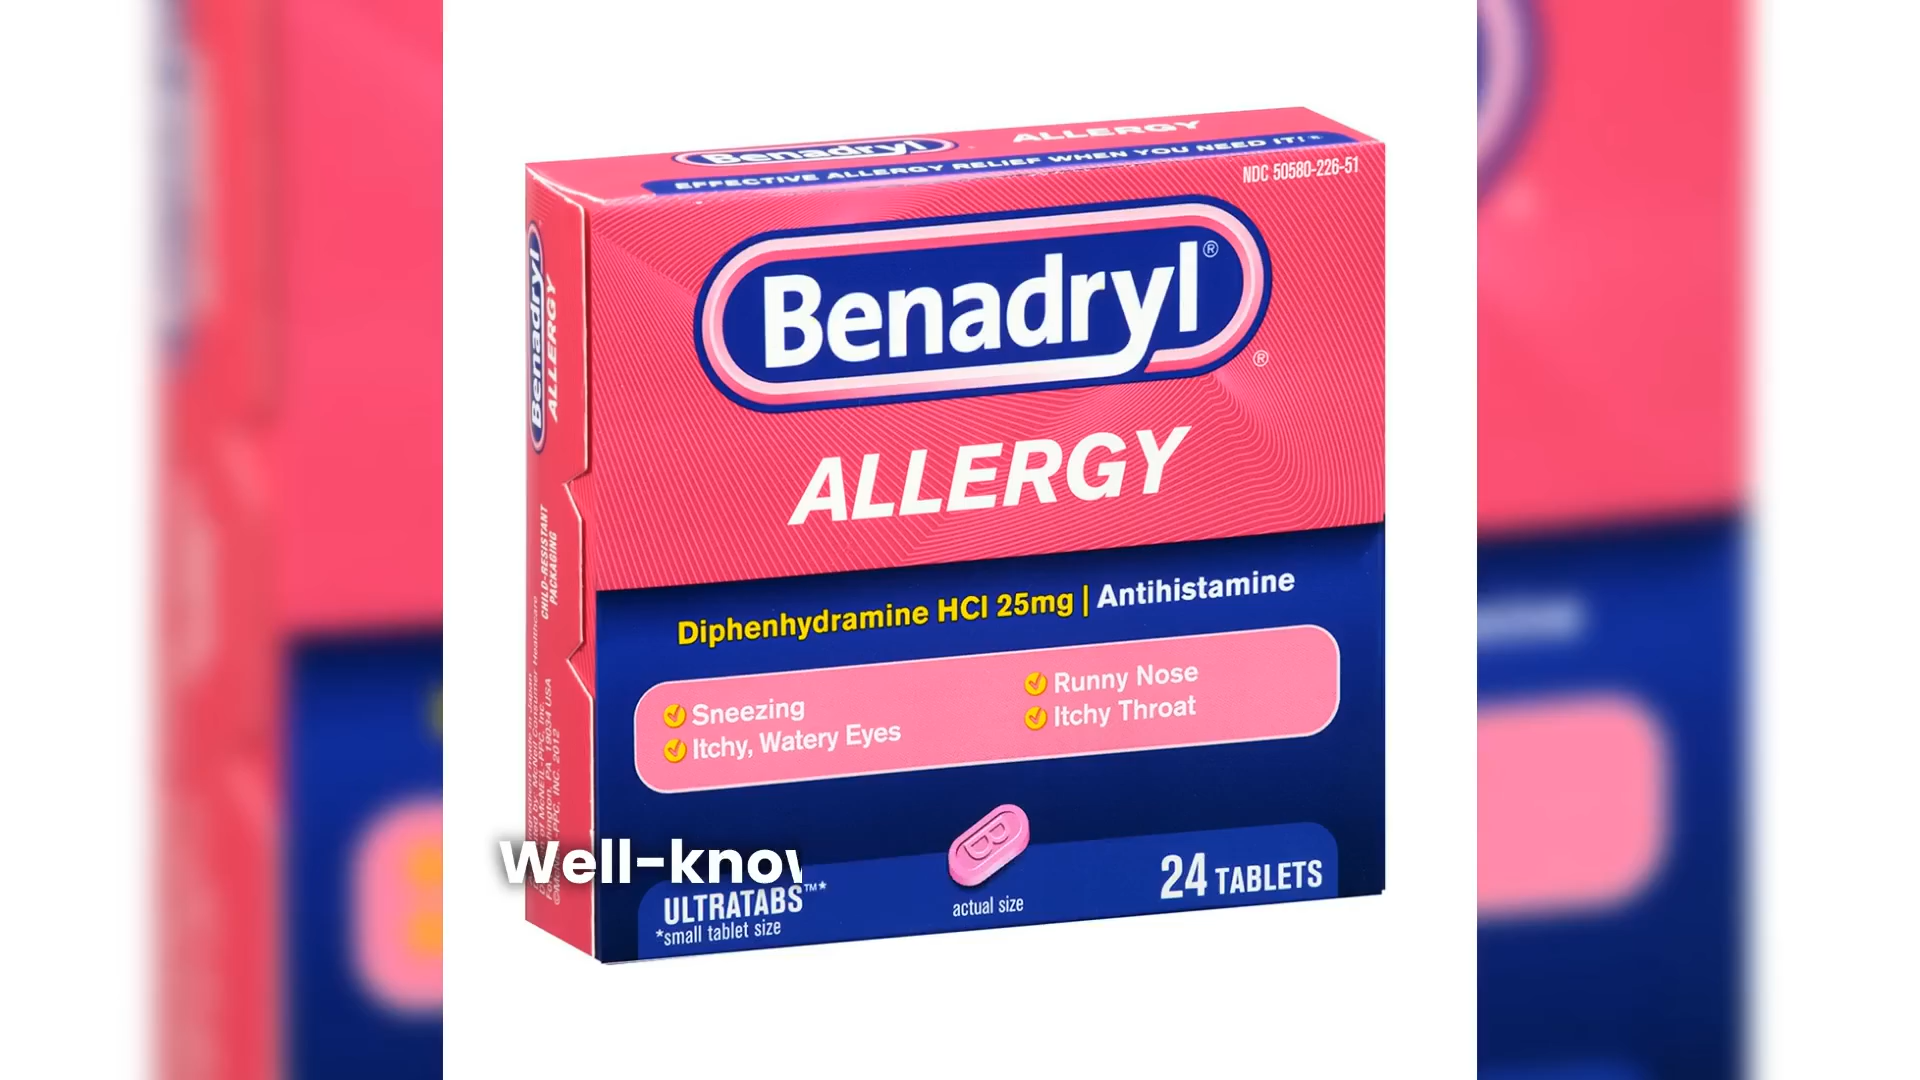 Benadryl ALLERGY
EFFECTIVE ALLERGY RELIEF WHEN YOU NEED IT!®
NDC 50580-226-51
Benadryl®
®
ALLERGY
Diphenhydramine HCl 25mg | Antihistamine
Sneezing
Itchy, Watery Eyes
Runny Nose
Itchy Throat
ULTRATABS™*
*small tablet size
B
actual size
24 TABLETS
Benadryl
ALLERGY
CHILD-RESISTANT
PACKAGING
Well-know